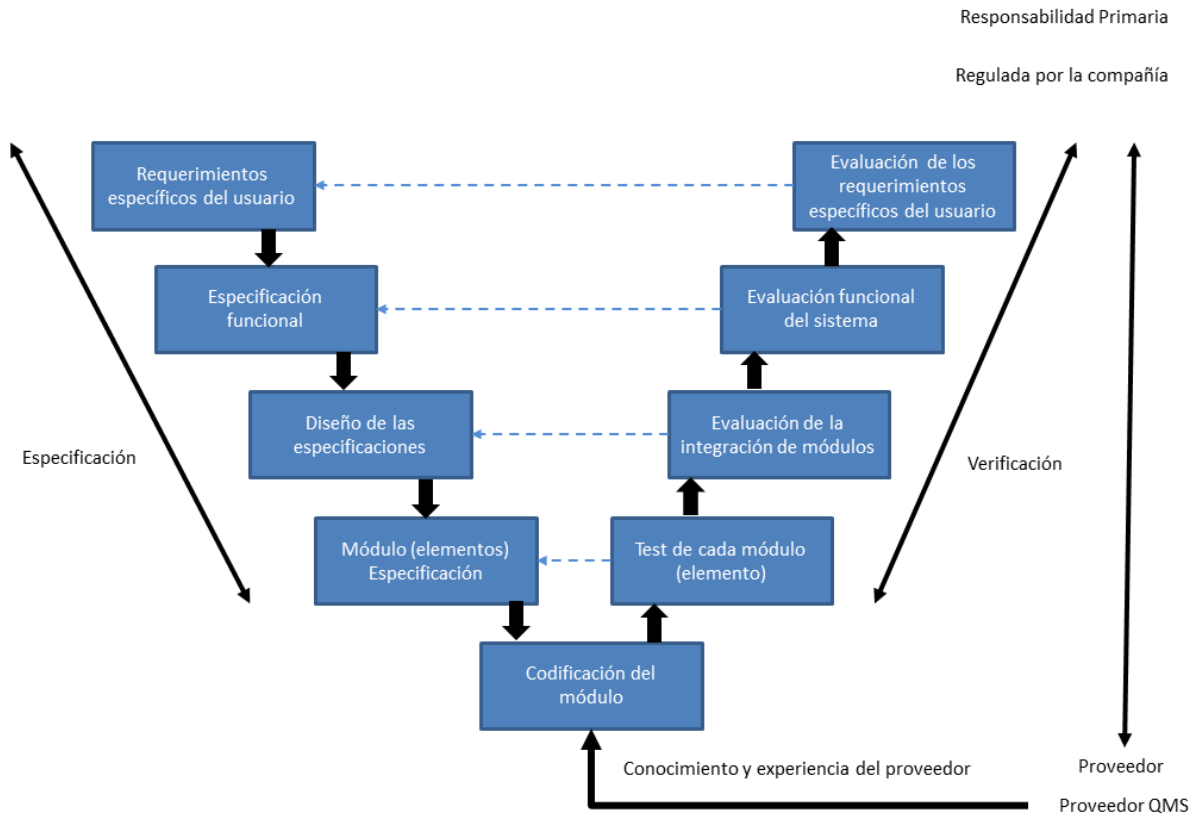 Responsabilidad Primaria
Regulada por la compañía
Requerimientos
específicos del usuario
Evaluación de los
requerimientos
específicos del usuario
Especificación
funcional
Evaluación funcional
del sistema
Diseño de las
especificaciones
Evaluación de la
integración de módulos
Especificación
Verificación
Módulo (elementos)
Especificación
Test de cada módulo
(elemento)
Codificación del
módulo
Conocimiento y experiencia del proveedor
Proveedor
Proveedor QMS